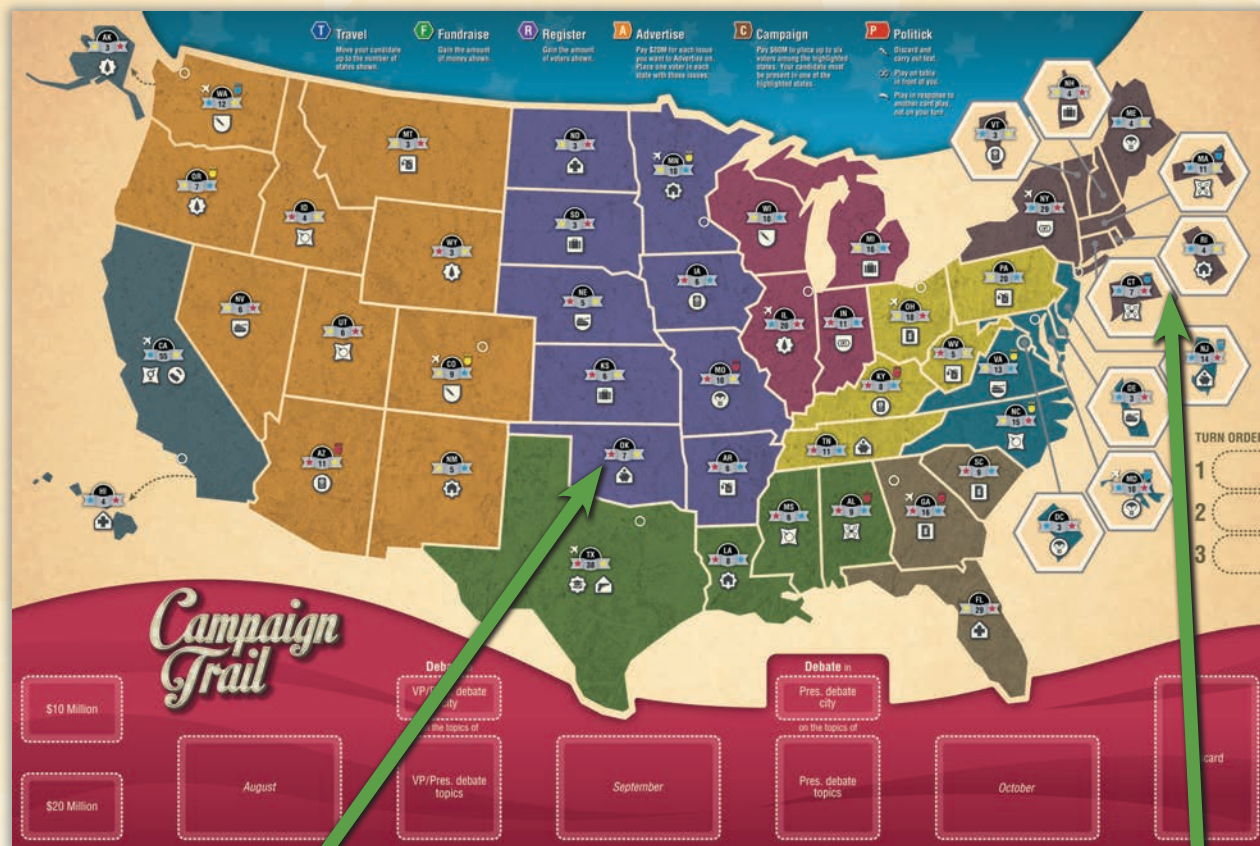 T Travel
Move your candidate
up to the number of
states shown.
F Fundraise
Gain the amount
of money shown.
R Register
Gain the amount
of voters shown.
A Advertise
Pay $20M for each issue
you want to Advertise on.
Place one voter in each
state with those issues.
C Campaign
Pay $60M to place up to six
voters among the highlighted
states. Your candidate must
be present in one of the
highlighted states.
P Politick
Discard and
carry out text.
Play on table
in front of you.
Play in response to
another card play,
not on your turn
AK
3
WA
12
MT
3
ND
3
MN
10
VT
3
NH
4
ME
4
MA
11
OR
7
ID
4
SD
3
WI
10
NY
29
RI
4
WY
3
MI
16
PA
20
CT
7
NV
6
UT
6
NE
5
IA
6
IL
20
IN
11
OH
18
NJ
14
CA
55
CO
9
KS
6
MO
10
WV
5
VA
13
DE
3
KY
8
NC
15
AZ
11
NM
5
OK
7
AR
6
TN
11
SC
9
MD
10
HI
4
TX
38
LA
8
MS
6
AL
9
GA
16
DC
3
FL
29
TURN ORDER
1
2
3
Campaign
Trail
$10 Million
$20 Million
August
VP/Pres. debate
city
the topics of
VP/Pres. debate
topics
September
Debate in
Pres. debate
city
on the topics of
Pres. debate
topics
October